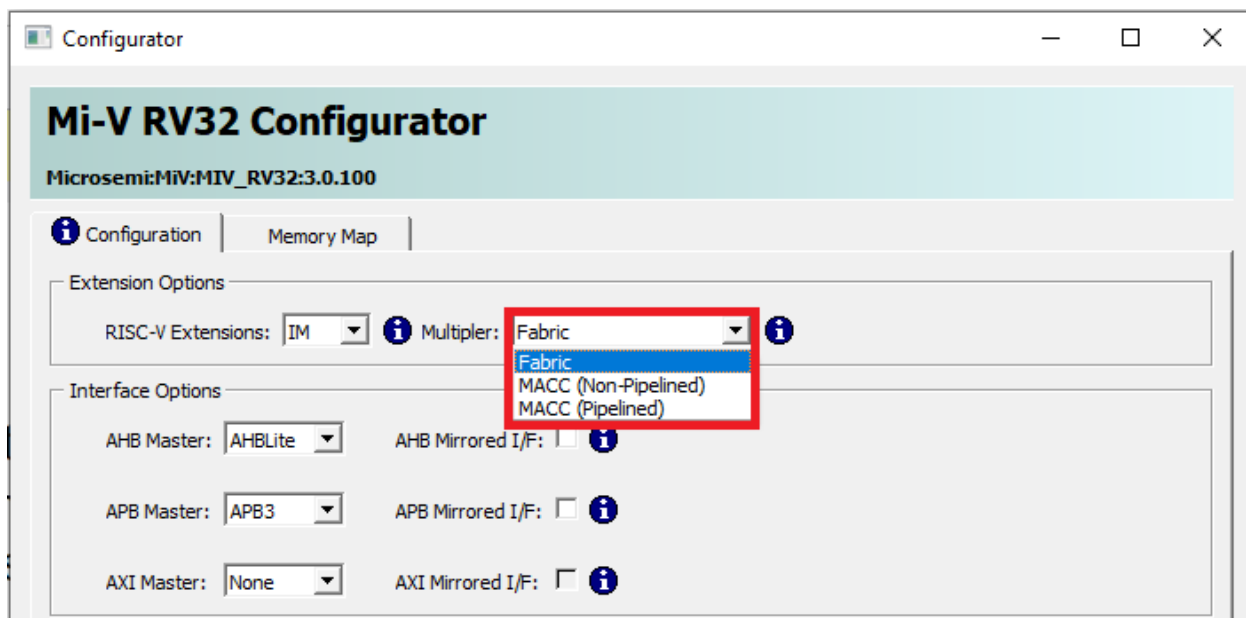 Configurator
Mi-V RV32 Configurator
Microsemi:MiV:MIV_RV32:3.0.100
Configuration Memory Map
Extension Options
RISC-V Extensions: IM Multipler: Fabric
Fabric
MACC (Non-Pipelined)
MACC (Pipelined)
Interface Options
AHB Master: AHBLite AHB Mirrored I/F:
APB Master: APB3 APB Mirrored I/F:
AXI Master: None AXI Mirrored I/F: